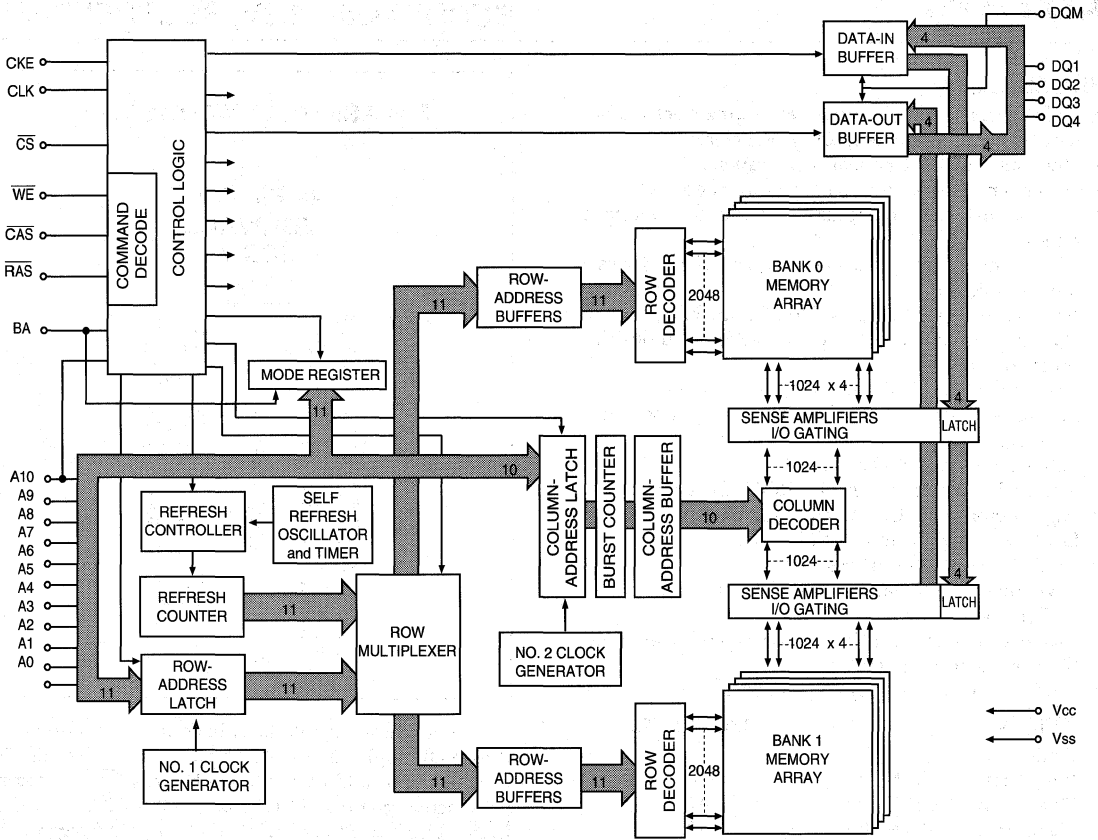 DQM
CKE
CLK
CS
WE
CAS
RAS
BA
COMMAND
DECODE
CONTROL LOGIC
DATA-IN
BUFFER
DATA-OUT
BUFFER
4
4
4
DQ1
DQ2
DQ3
DQ4
MODE REGISTER
11
11
ROW-
ADDRESS
BUFFERS
11
ROW
DECODER
2048
BANK 0
MEMORY
ARRAY
1024 x 4
4
SENSE AMPLIFIERS
I/O GATING
LATCH
A10
A9
A8
A7
A6
A5
A4
A3
A2
A1
A0
10
REFRESH
CONTROLLER
SELF
REFRESH
OSCILLATOR
and TIMER
COLUMN-
ADDRESS LATCH
BURST COUNTER
COLUMN-
ADDRESS BUFFER
10
1024
COLUMN
DECODER
1024
REFRESH
COUNTER
11
ROW
MULTIPLEXER
4
SENSE AMPLIFIERS
I/O GATING
LATCH
11
ROW-
ADDRESS
LATCH
11
NO. 2 CLOCK
GENERATOR
1024 x 4
NO. 1 CLOCK
GENERATOR
11
ROW-
ADDRESS
BUFFERS
11
ROW
DECODER
2048
BANK 1
MEMORY
ARRAY
Vcc
Vss